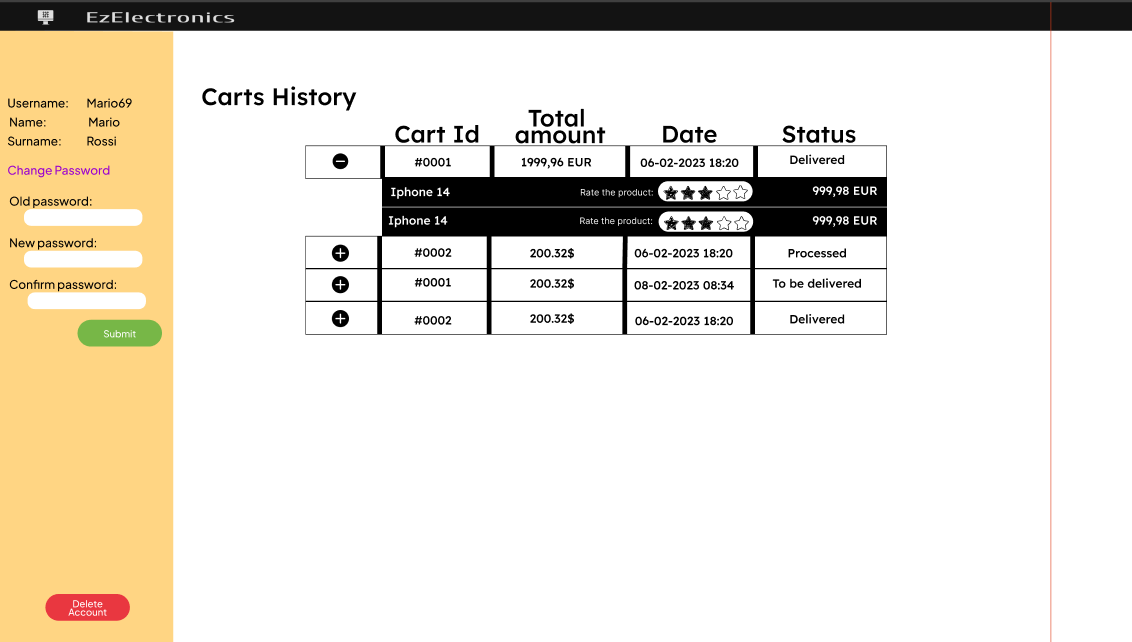 EzElectronics
Username: Mario69
Name: Mario
Surname: Rossi
Change Password
Old password:
New password:
Confirm password:
Submit
Delete
Account
Carts History
Cart Id Total amount Date Status
#0001 1999,96 EUR 06-02-2023 18:20 Delivered
Iphone 14 Rate the product: 999,98 EUR
Iphone 14 Rate the product: 999,98 EUR
#0002 200.32$ 06-02-2023 18:20 Processed
#0001 200.32$ 08-02-2023 08:34 To be delivered
#0002 200.32$ 06-02-2023 18:20 Delivered